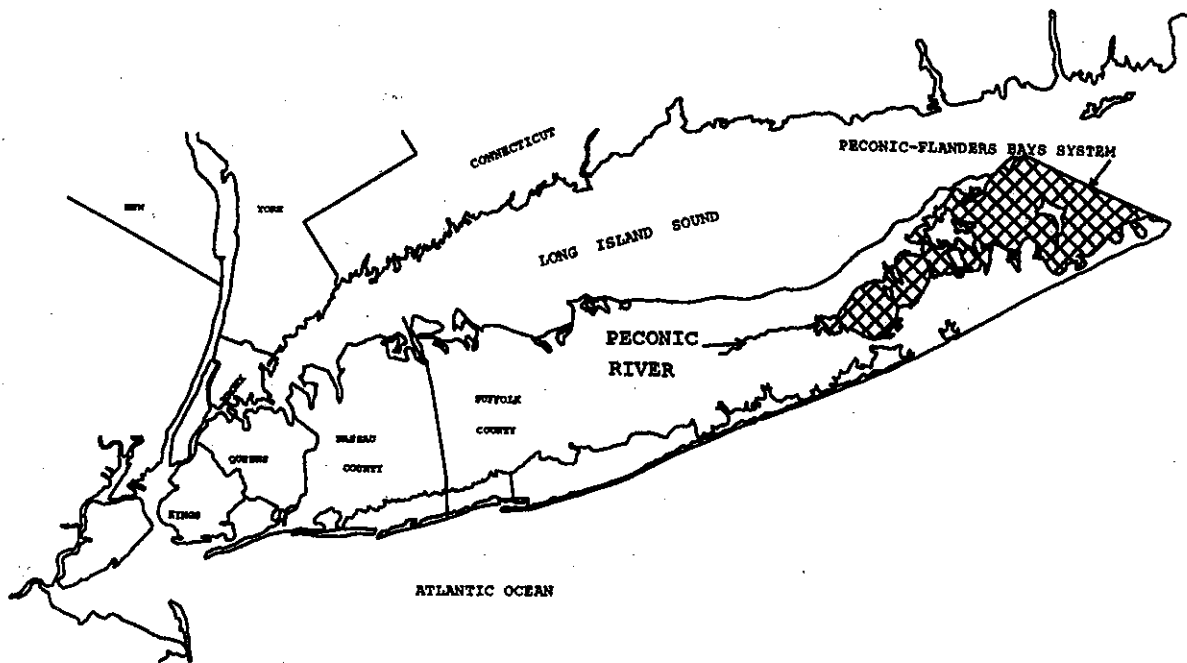 CONNECTICUT
PECONIC-FLANDERS BAYS SYSTEM
NEW YORK
LONG ISLAND SOUND
PECONIC
RIVER
SUFFOLK
COUNTY
NASSAU
COUNTY
QUEENS
KINGS
ATLANTIC OCEAN